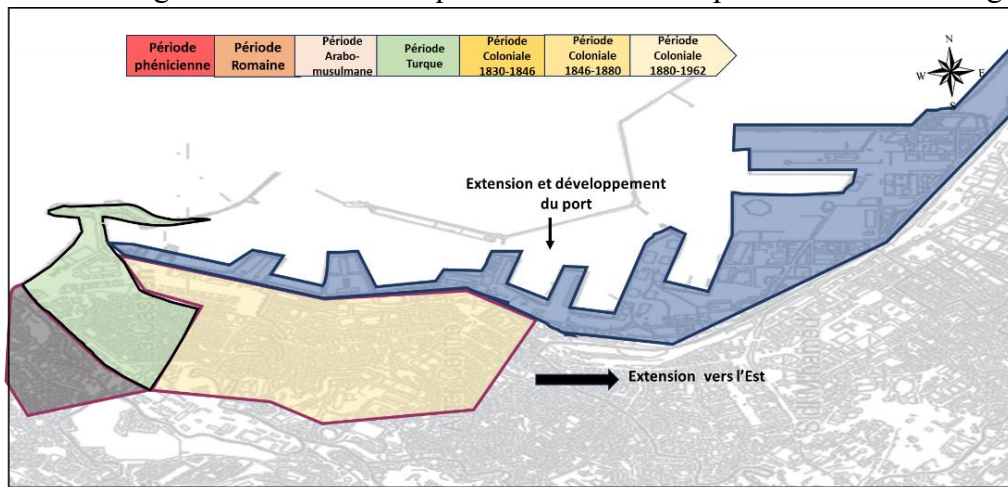 Période
phénicienne
Période
Romaine
Période
Arabo-
musulmane
Période
Turque
Période
Coloniale
1830-1846
Période
Coloniale
1846-1880
Période
Coloniale
1880-1962
N
W E
S
Extension et développement
du port
Extension vers l'Est